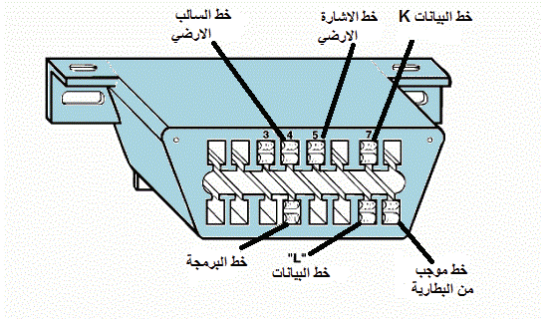 خط السالب
الارضي
خط الاشارة
الارضي
خط البيانات K
3 4 5 7
خط البرمجة
"L"
خط البيانات
خط موجب
من البطارية